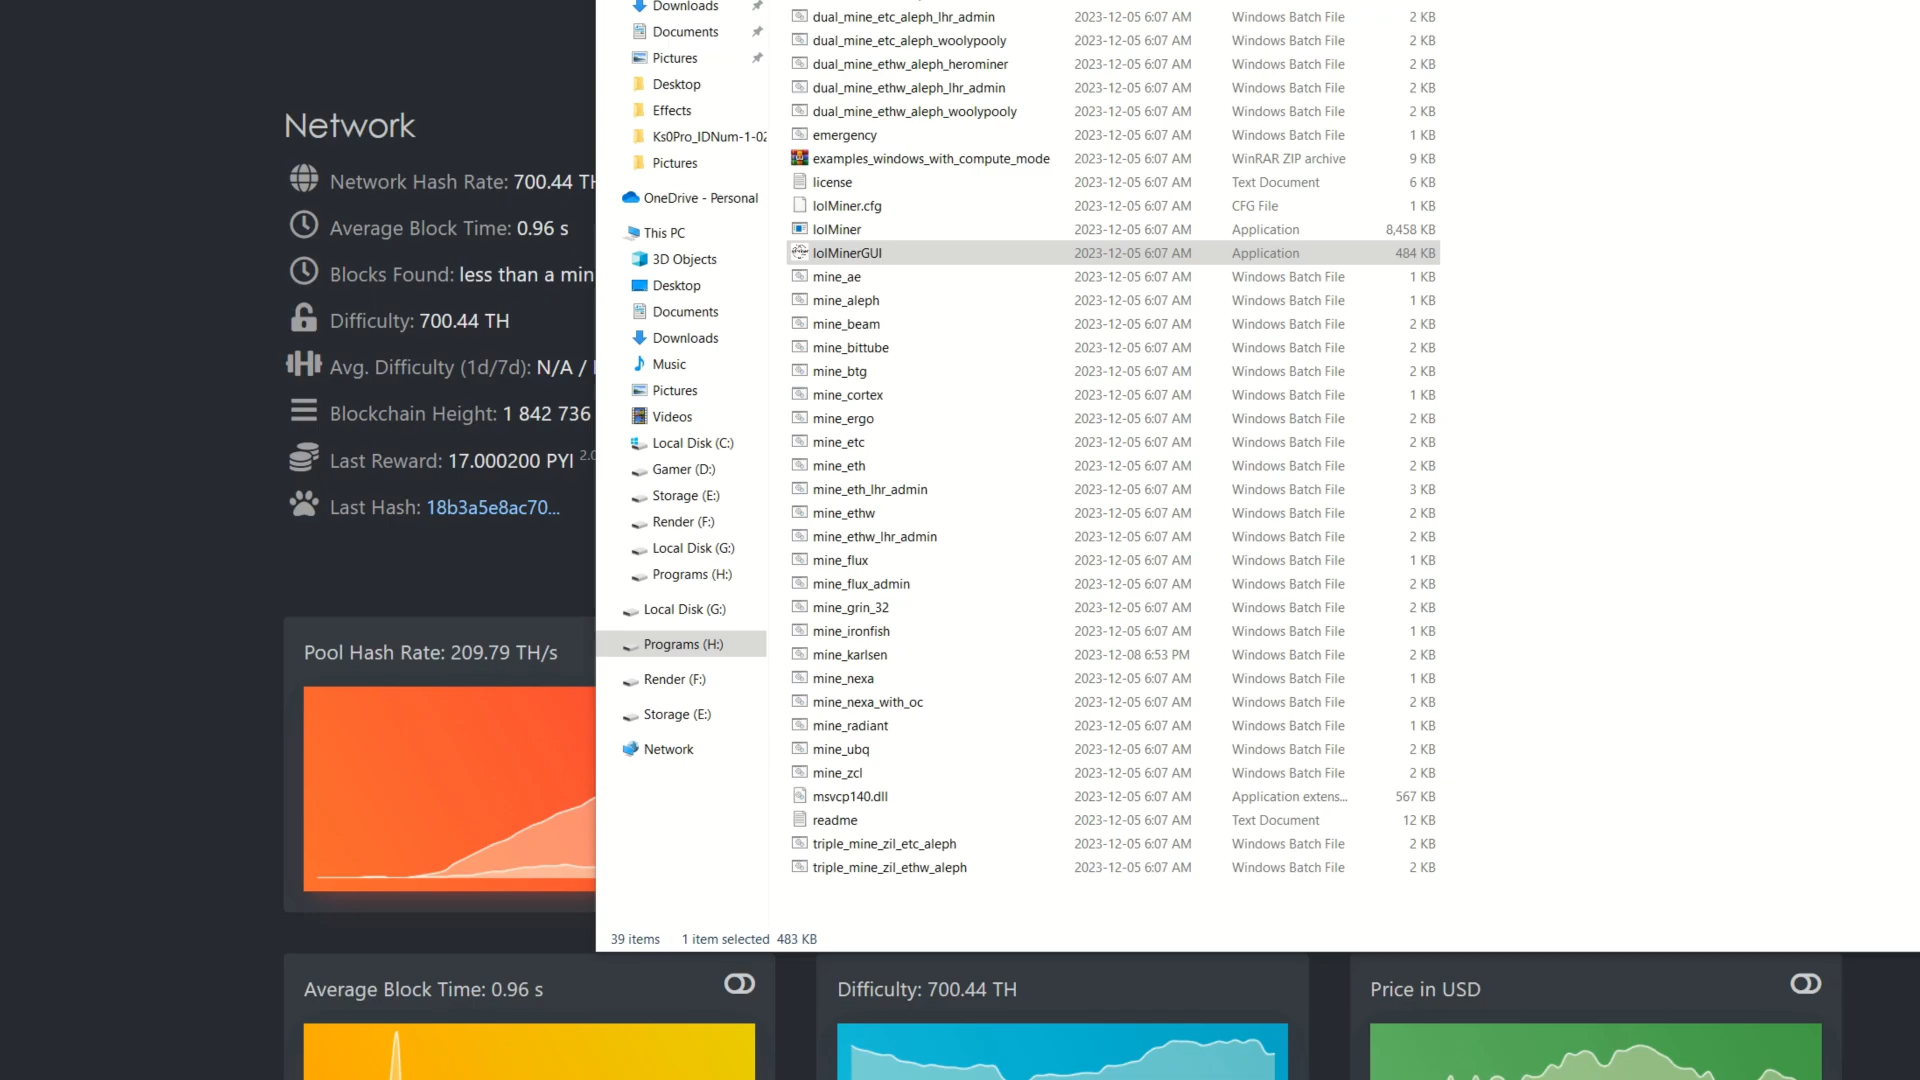 Network
Network Hash Rate: 700.44 TH
Average Block Time: 0.96 s
Blocks Found: less than a min
Difficulty: 700.44 TH
Avg. Difficulty (1d/7d): N/A /
Blockchain Height: 1 842 736
Last Reward: 17.000200 PYI 2.0
Last Hash: 18b3a5e8ac70...
Pool Hash Rate: 209.79 TH/s
Downloads
Documents
Pictures
Desktop
Effects
Ks0Pro_IDNum-1-02
Pictures
OneDrive - Personal
This PC
3D Objects
Desktop
Documents
Downloads
Music
Pictures
Videos
Local Disk (C:)
Gamer (D:)
Storage (E:)
Render (F:)
Local Disk (G:)
Programs (H:)
Local Disk (G:)
Programs (H:)
Render (F:)
Storage (E:)
Network
dual_mine_etc_aleph_lhr_admin 2023-12-05 6:07 AM Windows Batch File 2 KB
dual_mine_etc_aleph_woolypooly 2023-12-05 6:07 AM Windows Batch File 2 KB
dual_mine_ethw_aleph_herominer 2023-12-05 6:07 AM Windows Batch File 2 KB
dual_mine_ethw_aleph_lhr_admin 2023-12-05 6:07 AM Windows Batch File 2 KB
dual_mine_ethw_aleph_woolypooly 2023-12-05 6:07 AM Windows Batch File 2 KB
emergency 2023-12-05 6:07 AM Windows Batch File 1 KB
examples_windows_with_compute_mode 2023-12-05 6:07 AM WinRAR ZIP archive 9 KB
license 2023-12-05 6:07 AM Text Document 6 KB
lolMiner.cfg 2023-12-05 6:07 AM CFG File 1 KB
lolMiner 2023-12-05 6:07 AM Application 8,458 KB
lolMinerGUI 2023-12-05 6:07 AM Application 484 KB
mine_ae 2023-12-05 6:07 AM Windows Batch File 1 KB
mine_aleph 2023-12-05 6:07 AM Windows Batch File 1 KB
mine_beam 2023-12-05 6:07 AM Windows Batch File 2 KB
mine_bittube 2023-12-05 6:07 AM Windows Batch File 2 KB
mine_btg 2023-12-05 6:07 AM Windows Batch File 2 KB
mine_cortex 2023-12-05 6:07 AM Windows Batch File 1 KB
mine_ergo 2023-12-05 6:07 AM Windows Batch File 2 KB
mine_etc 2023-12-05 6:07 AM Windows Batch File 2 KB
mine_eth 2023-12-05 6:07 AM Windows Batch File 2 KB
mine_eth_lhr_admin 2023-12-05 6:07 AM Windows Batch File 3 KB
mine_ethw 2023-12-05 6:07 AM Windows Batch File 2 KB
mine_ethw_lhr_admin 2023-12-05 6:07 AM Windows Batch File 2 KB
mine_flux 2023-12-05 6:07 AM Windows Batch File 1 KB
mine_flux_admin 2023-12-05 6:07 AM Windows Batch File 2 KB
mine_grin_32 2023-12-05 6:07 AM Windows Batch File 2 KB
mine_ironfish 2023-12-05 6:07 AM Windows Batch File 1 KB
mine_karlsen 2023-12-08 6:53 PM Windows Batch File 2 KB
mine_nexa 2023-12-05 6:07 AM Windows Batch File 1 KB
mine_nexa_with_oc 2023-12-05 6:07 AM Windows Batch File 2 KB
mine_radiant 2023-12-05 6:07 AM Windows Batch File 1 KB
mine_ubq 2023-12-05 6:07 AM Windows Batch File 2 KB
mine_zcl 2023-12-05 6:07 AM Windows Batch File 2 KB
msvcp140.dll 2023-12-05 6:07 AM Application extens... 567 KB
readme 2023-12-05 6:07 AM Text Document 12 KB
triple_mine_zil_etc_aleph 2023-12-05 6:07 AM Windows Batch File 2 KB
triple_mine_zil_ethw_aleph 2023-12-05 6:07 AM Windows Batch File 2 KB
39 items 1 item selected 483 KB
Average Block Time: 0.96 s
Difficulty: 700.44 TH
Price in USD